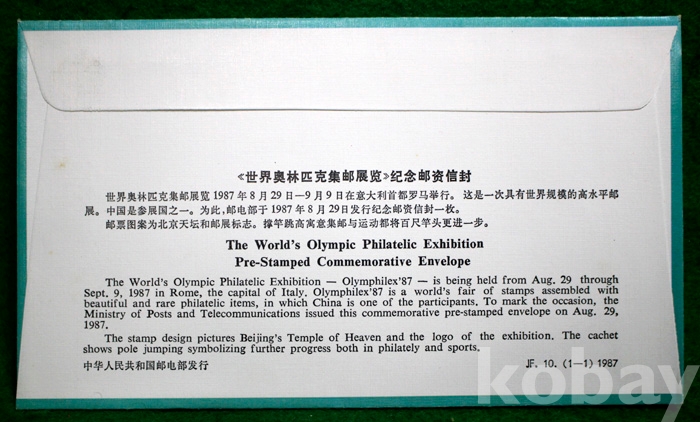 《世界奥林匹克集邮展览》纪念邮资信封
世界奥林匹克集邮展览 1987 年 8 月 29 日—9 月 9 日在意大利首都罗马举行。 这是一次具有世界规模的高水平邮
展。中国是参展国之一。为此,邮电部于 1987 年 8 月 29日发行纪念邮资信封一枚。
邮票图案为北京天坛和邮展标志。撑竿跳高寓意集邮与运动都将百尺竿头更进一步。
The World's Olympic Philatelic Exhibition
Pre-Stamped Commemorative Envelope
The World's Olympic Philatelic Exhibition — Olymphilex'87 — is being held from Aug. 29 through
Sept. 9, 1987 in Rome, the capital of Italy. Olymphilex'87 is a world's fair of stamps assembled with
beautiful and rare philatelic items, in which China is one of the participants. To mark the occasion, the
Ministry of Posts and Telecommunications issued this commemorative pre-stamped envelope on Aug. 29,
1987.
The stamp design pictures Beijing's Temple of Heaven and the logo of the exhibition. The cachet
shows pole jumping symbolizing further progress both in philately and sports.
中华人民共和国邮电部发行 JF. 10. (1—1) 1987
kobay